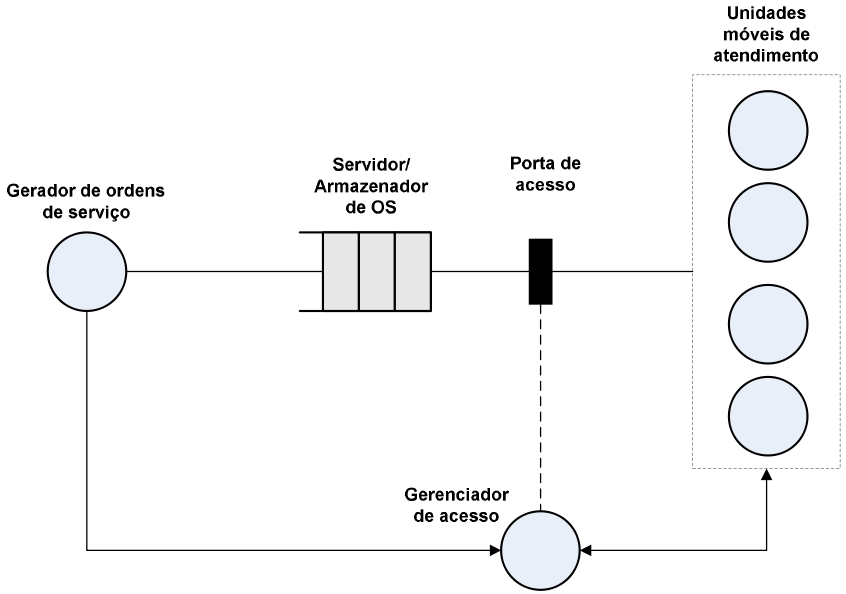 Unidades
móveis de
atendimento
Servidor/
Armazenador
de OS
Porta de
acesso
Gerador de ordens
de serviço
Gerenciador
de acesso